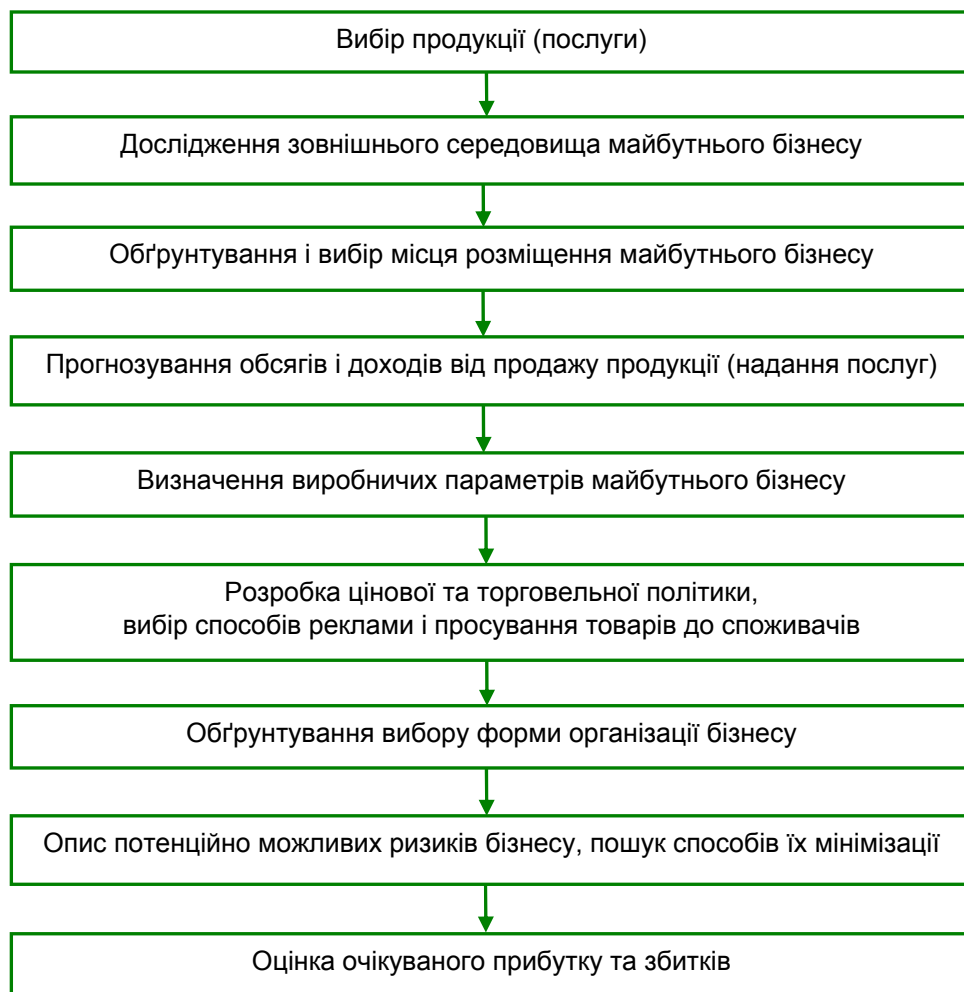 Вибір продукції (послуги)
Дослідження зовнішнього середовища майбутнього бізнесу
Обґрунтування і вибір місця розміщення майбутнього бізнесу
Прогнозування обсягів і доходів від продажу продукції (надання послуг)
Визначення виробничих параметрів майбутнього бізнесу
Розробка цінової та торговельної політики,
вибір способів реклами і просування товарів до споживачів
Обґрунтування вибору форми організації бізнесу
Опис потенційно можливих ризиків бізнесу, пошук способів їх мінімізації
Оцінка очікуваного прибутку та збитків